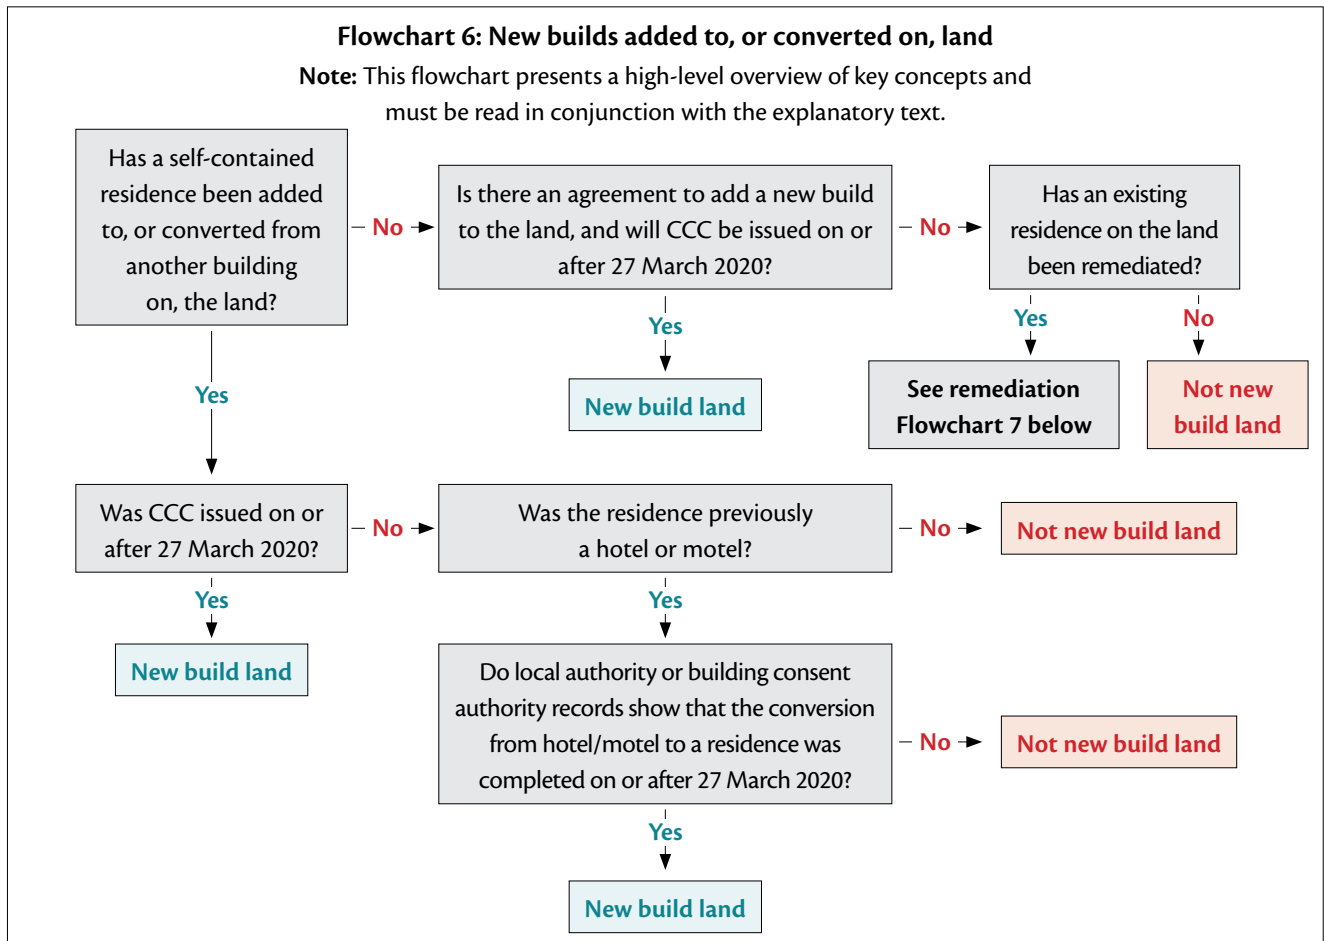 Flowchart 6: New builds added to, or converted on, land
Note: This flowchart presents a high-level overview of key concepts and
must be read in conjunction with the explanatory text.
Has a self-contained
residence been added
to, or converted from
another building
on, the land?
No
Is there an agreement to add a new build
to the land, and will CCC be issued on or
after 27 March 2020?
No
Has an existing
residence on the land
been remediated?
Yes
Yes
Yes
No
New build land
See remediation
Flowchart 7 below
Not new
build land
Was CCC issued on or
after 27 March 2020?
No
Was the residence previously
a hotel or motel?
No
Not new build land
Yes
Yes
New build land
Do local authority or building consent
authority records show that the conversion
from hotel/motel to a residence was
completed on or after 27 March 2020?
No
Not new build land
Yes
New build land